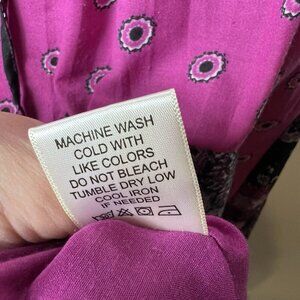 MACHINE WASH
COLD WITH
LIKE COLORS
DO NOT BLEACH
TUMBLE DRY LOW
COOL IRON
IF NEEDED